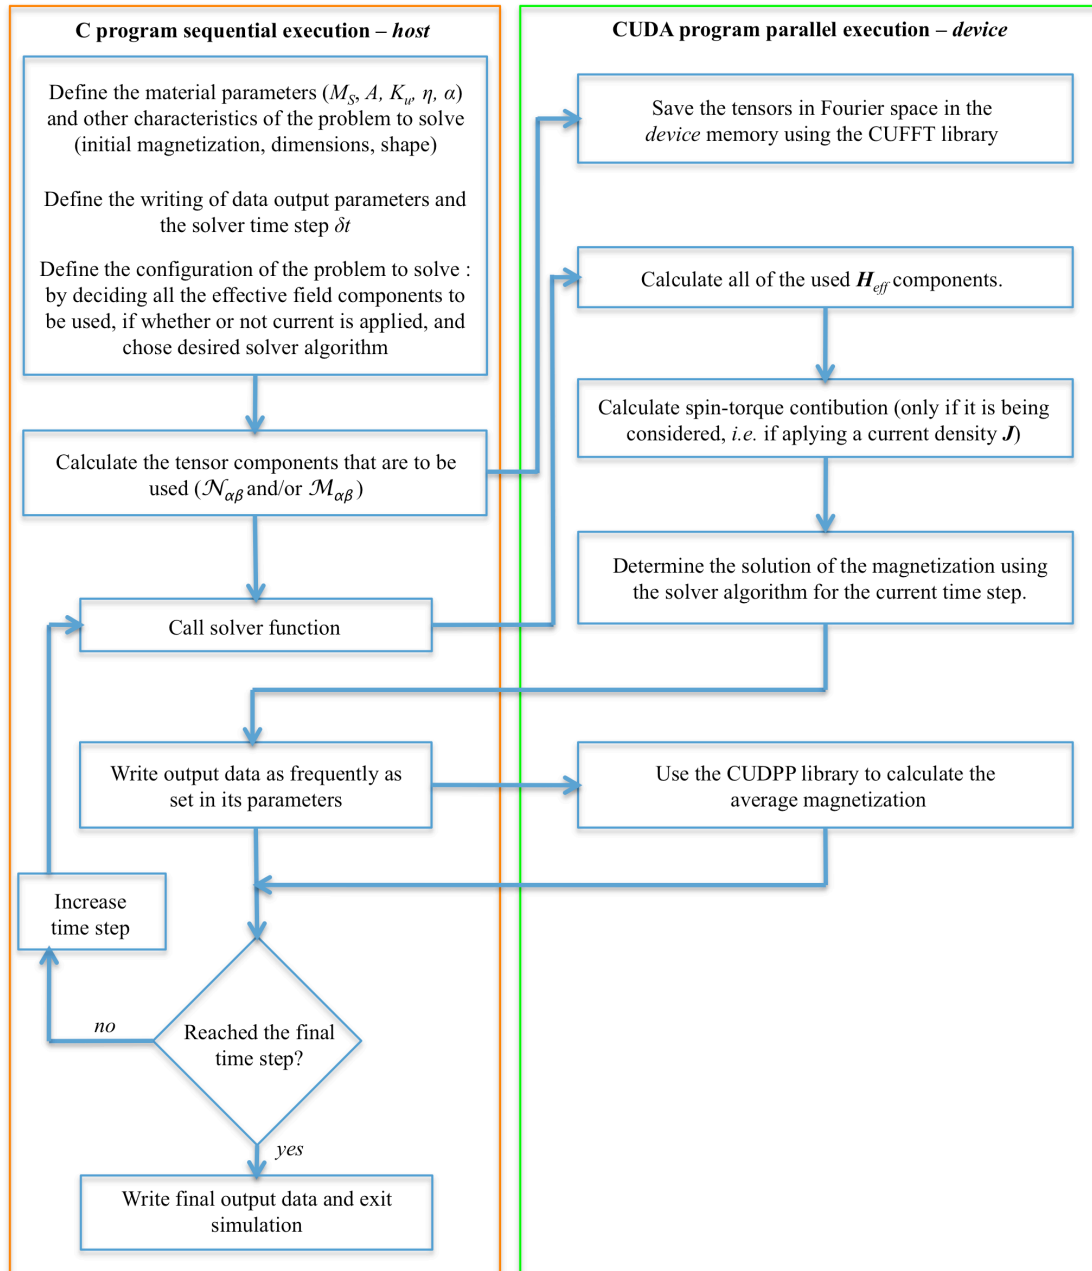 C program sequential execution – host
Define the material parameters (M_S, A, K_u, η, α)
and other characteristics of the problem to solve
(initial magnetization, dimensions, shape)
Define the writing of data output parameters and
the solver time step δt
Define the configuration of the problem to solve :
by deciding all the effective field components to
be used, if whether or not current is applied, and
chose desired solver algorithm
Calculate the tensor components that are to be
used (𝒩_αβ and/or ℳ_αβ )
Call solver function
Write output data as frequently as
set in its parameters
Increase
time step
no
Reached the final
time step?
yes
Write final output data and exit
simulation
CUDA program parallel execution – device
Save the tensors in Fourier space in the
device memory using the CUFFT library
Calculate all of the used H_eff components.
Calculate spin-torque contibution (only if it is being
considered, i.e. if aplying a current density J)
Determine the solution of the magnetization using
the solver algorithm for the current time step.
Use the CUDPP library to calculate the
average magnetization